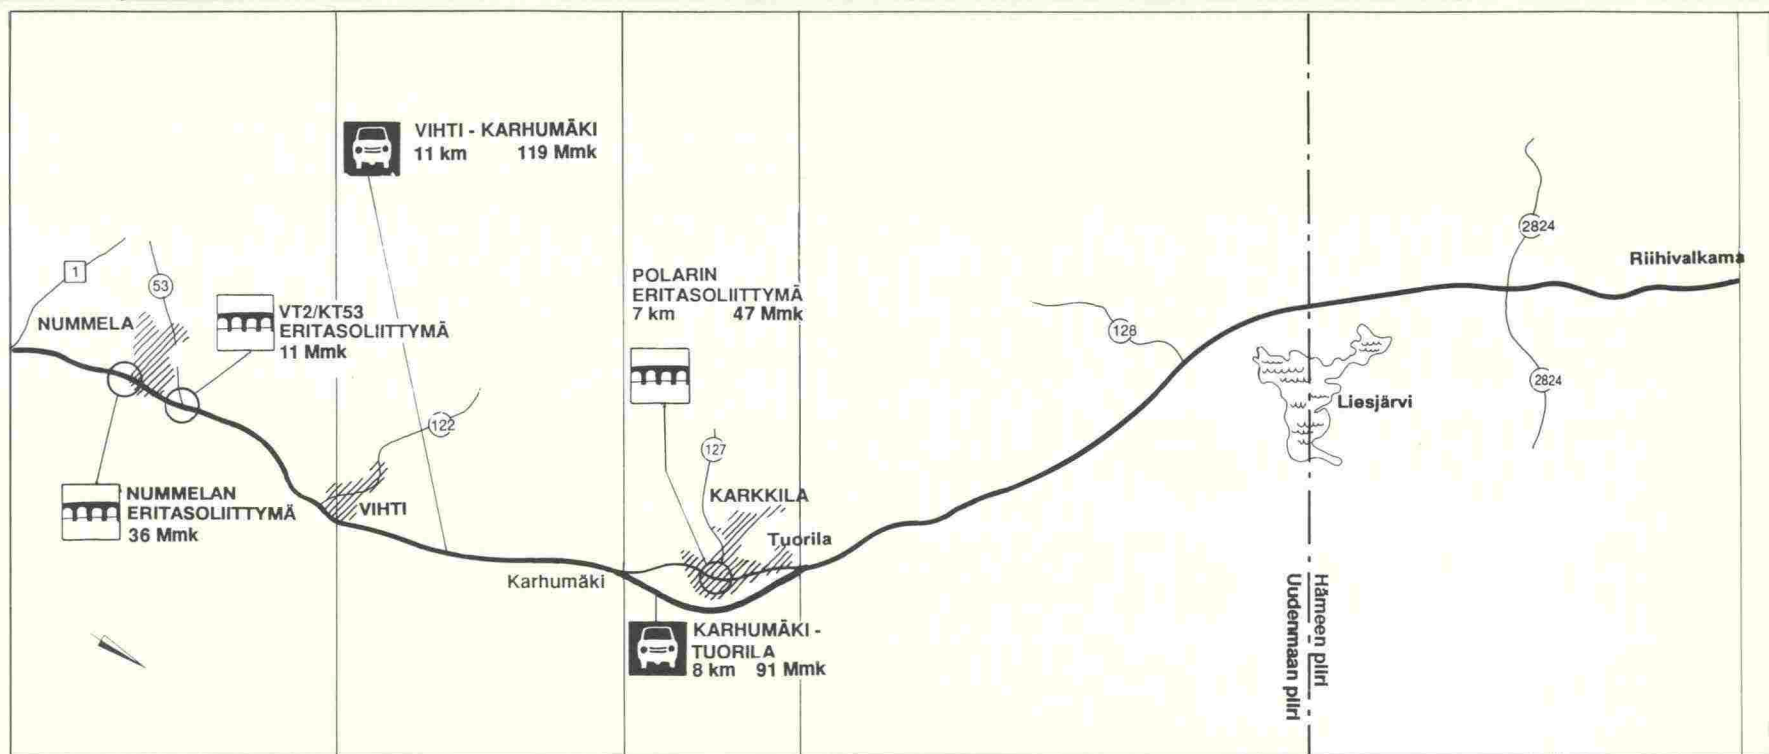 VIHTI - KARHUMÄKI
11 km 119 Mmk
1
53
NUMMELA
VT2/KT53
ERITASOLIITTYMÄ
11 Mmk
NUMMELAN
ERITASOLIITTYMÄ
36 Mmk
122
VIHTI
Karhumäki
POLARIN
ERITASOLIITTYMÄ
7 km 47 Mmk
127
KARKKILA
Tuorila
KARHUMÄKI -
TUORILA
8 km 91 Mmk
128
Liesjärvi
Hämeen piiri
Uudenmaan piiri
2824
2824
Riihivalkama